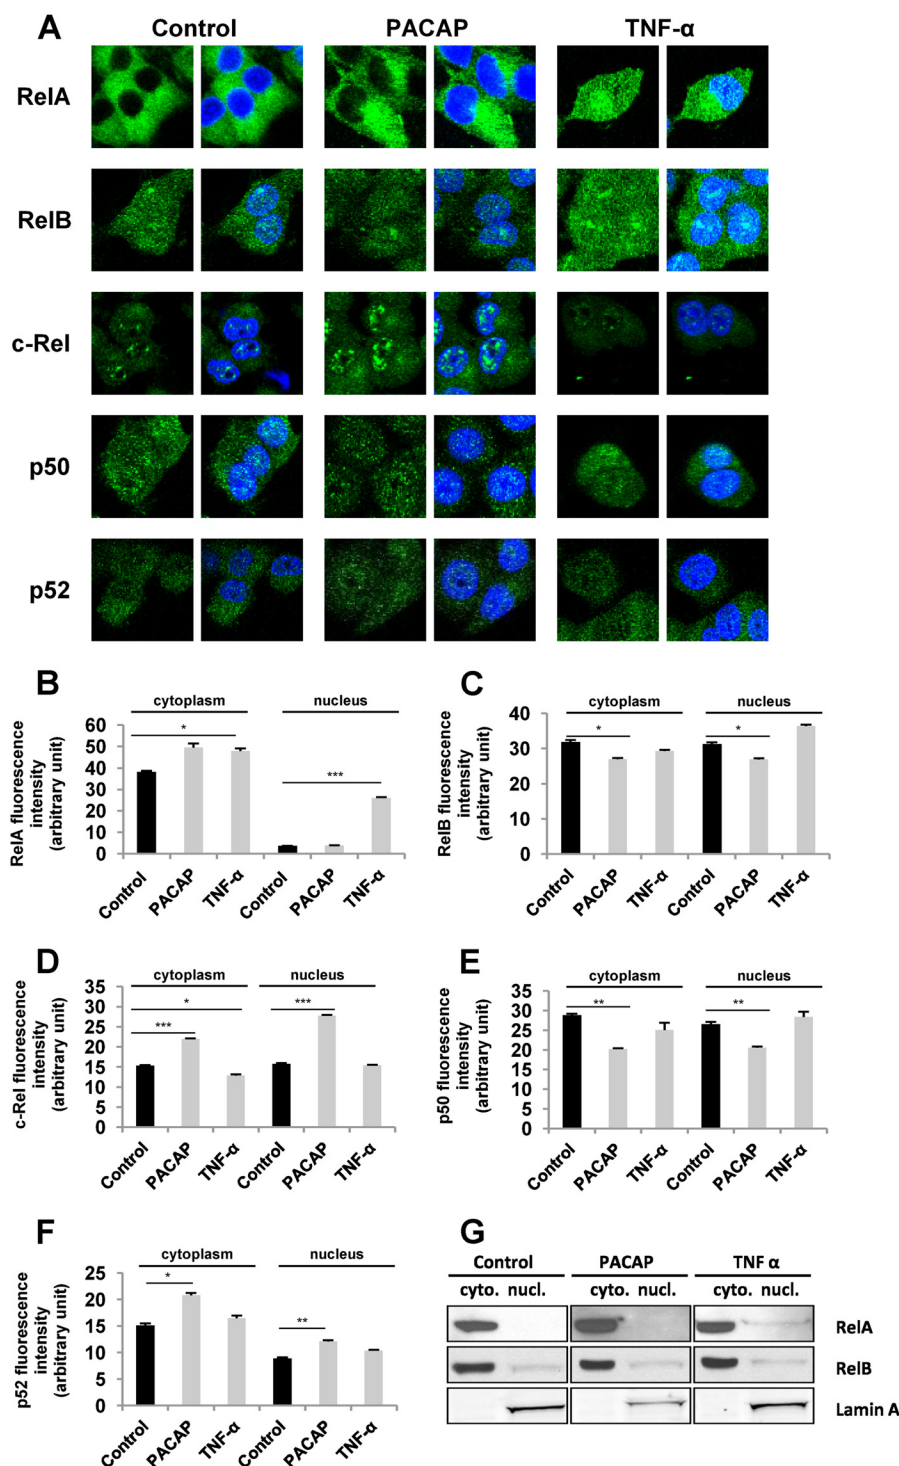 A
Control PACAP TNF-α
RelA
RelB
c-Rel
p50
p52
B
cytoplasm nucleus
RelA fluorescence
intensity
(arbitrary unit)
60
50
40
30
20
10
0
*
***
Control PACAP TNF-α Control PACAP TNF-α
C
cytoplasm nucleus
RelB fluorescence
intensity
(arbitrary unit)
40
30
20
10
0
*
*
Control PACAP TNF-α Control PACAP TNF-α
D
cytoplasm nucleus
c-Rel fluorescence
intensity
(arbitrary unit)
35
30
25
20
15
10
5
0
*
***
***
Control PACAP TNF-α Control PACAP TNF-α
E
cytoplasm nucleus
p50 fluorescence
intensity
(arbitrary unit)
35
30
25
20
15
10
5
0
**
**
Control PACAP TNF-α Control PACAP TNF-α
F
cytoplasm nucleus
p52 fluorescence
intensity
(arbitrary unit)
25
20
15
10
5
0
*
**
Control PACAP TNF-α Control PACAP TNF-α
G
Control PACAP TNF α
cyto. nucl. cyto. nucl. cyto. nucl.
RelA
RelB
Lamin A